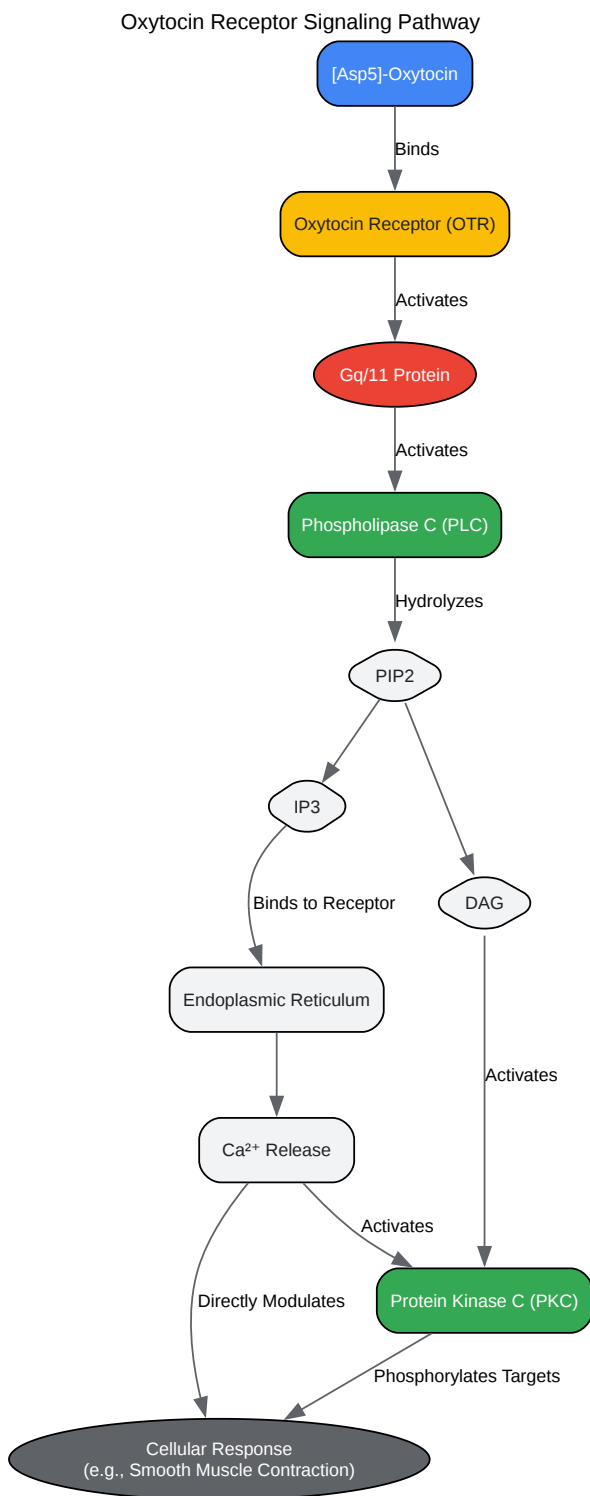 Oxytocin Receptor Signaling Pathway
[Asp5]-Oxytocin
Binds
Oxytocin Receptor (OTR)
Activates
Gq/11 Protein
Activates
Phospholipase C (PLC)
Hydrolyzes
PIP2
IP3
DAG
Binds to Receptor
Endoplasmic Reticulum
Activates
Ca²⁺ Release
Activates
Directly Modulates
Protein Kinase C (PKC)
Phosphorylates Targets
Cellular Response
(e.g., Smooth Muscle Contraction)